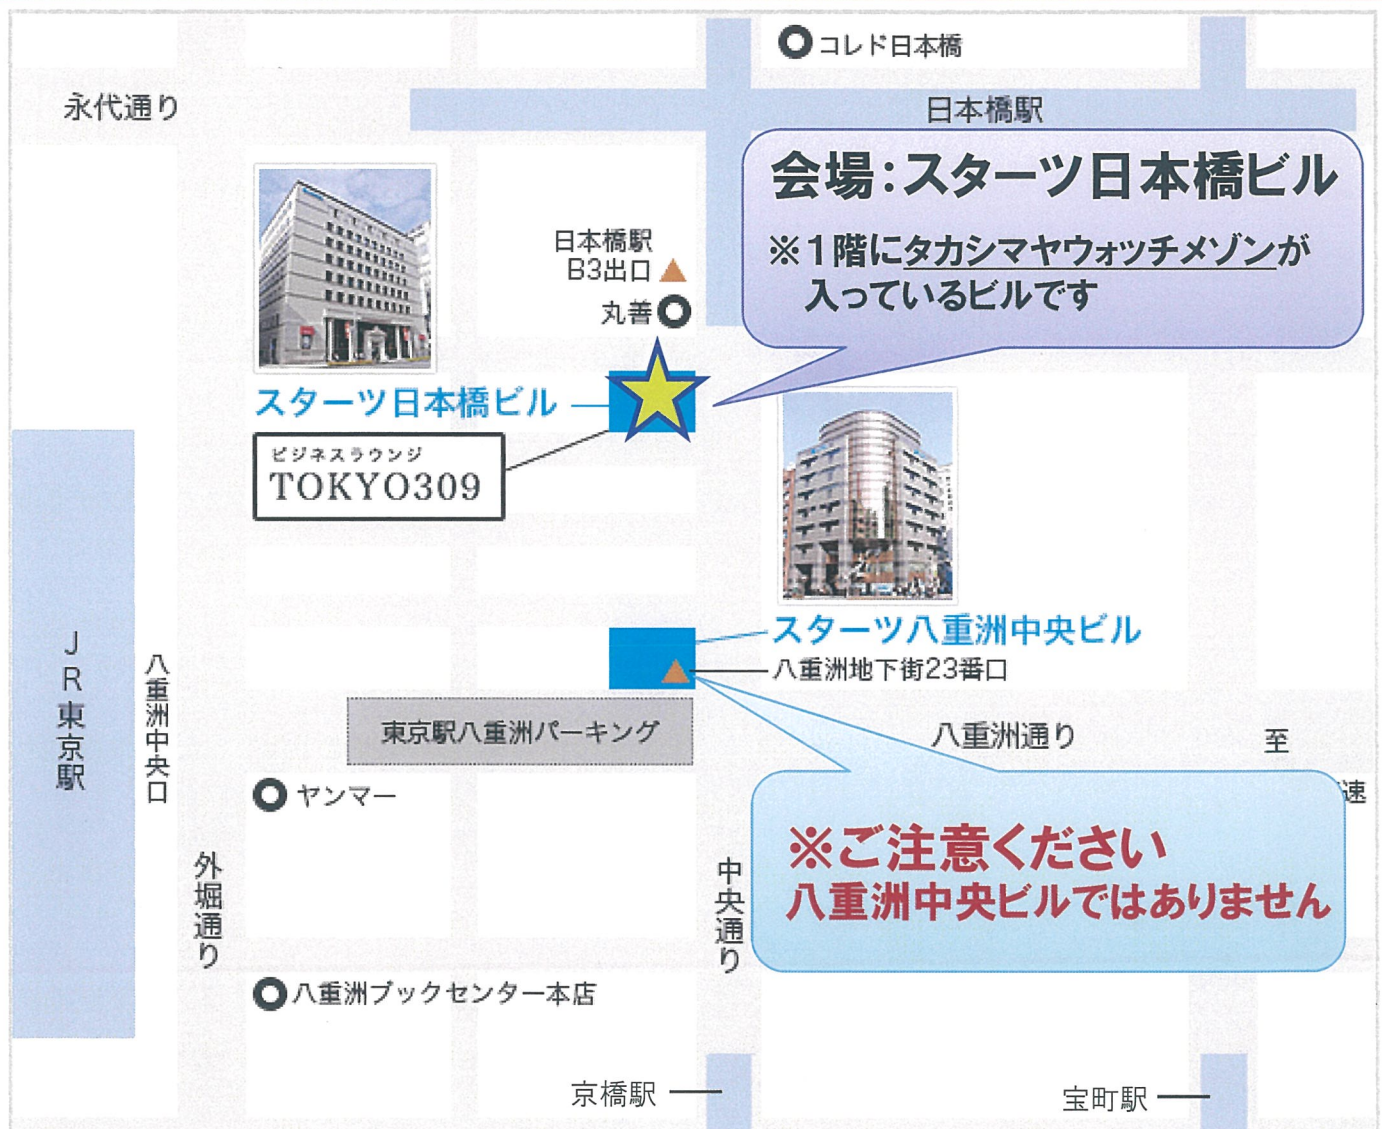 コレド日本橋
永代通り
日本橋駅
会場：スターツ日本橋ビル
※１階にタカシマヤウォッチメゾンが
入っているビルです
日本橋駅
B3出口
丸善
スターツ日本橋ビル
ビジネスラウンジ
TOKYO309
スターツ八重洲中央ビル
八重洲地下街23番口
JR東京駅
八重洲中央口
東京駅八重洲パーキング
八重洲通り
至
速
ヤンマー
※ご注意ください
八重洲中央ビルではありません
外堀通り
中央通り
八重洲ブックセンター本店
京橋駅
宝町駅